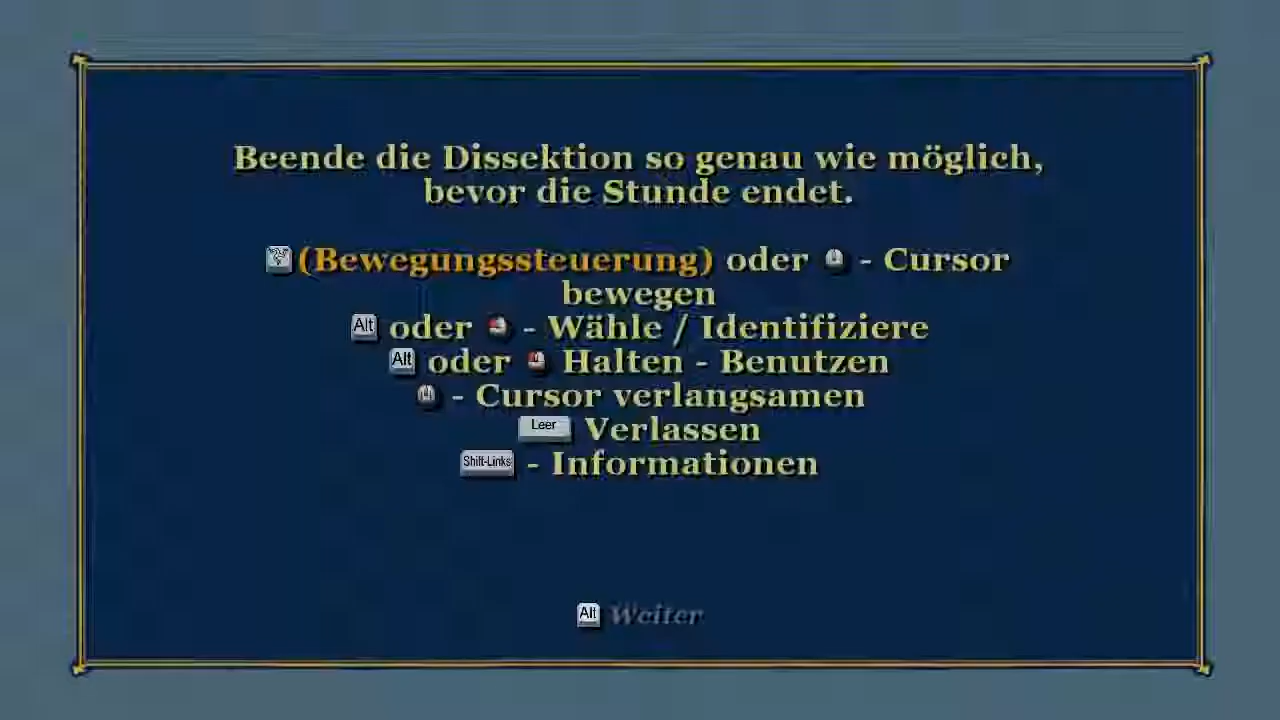 Beende die Dissektion so genau wie möglich,
bevor die Stunde endet.
(Bewegungssteuerung) oder - Cursor
bewegen
Alt oder - Wähle / Identifiziere
Alt oder Halten - Benutzen
- Cursor verlangsamen
Leer Verlassen
Shift-Links - Informationen
Alt Weiter